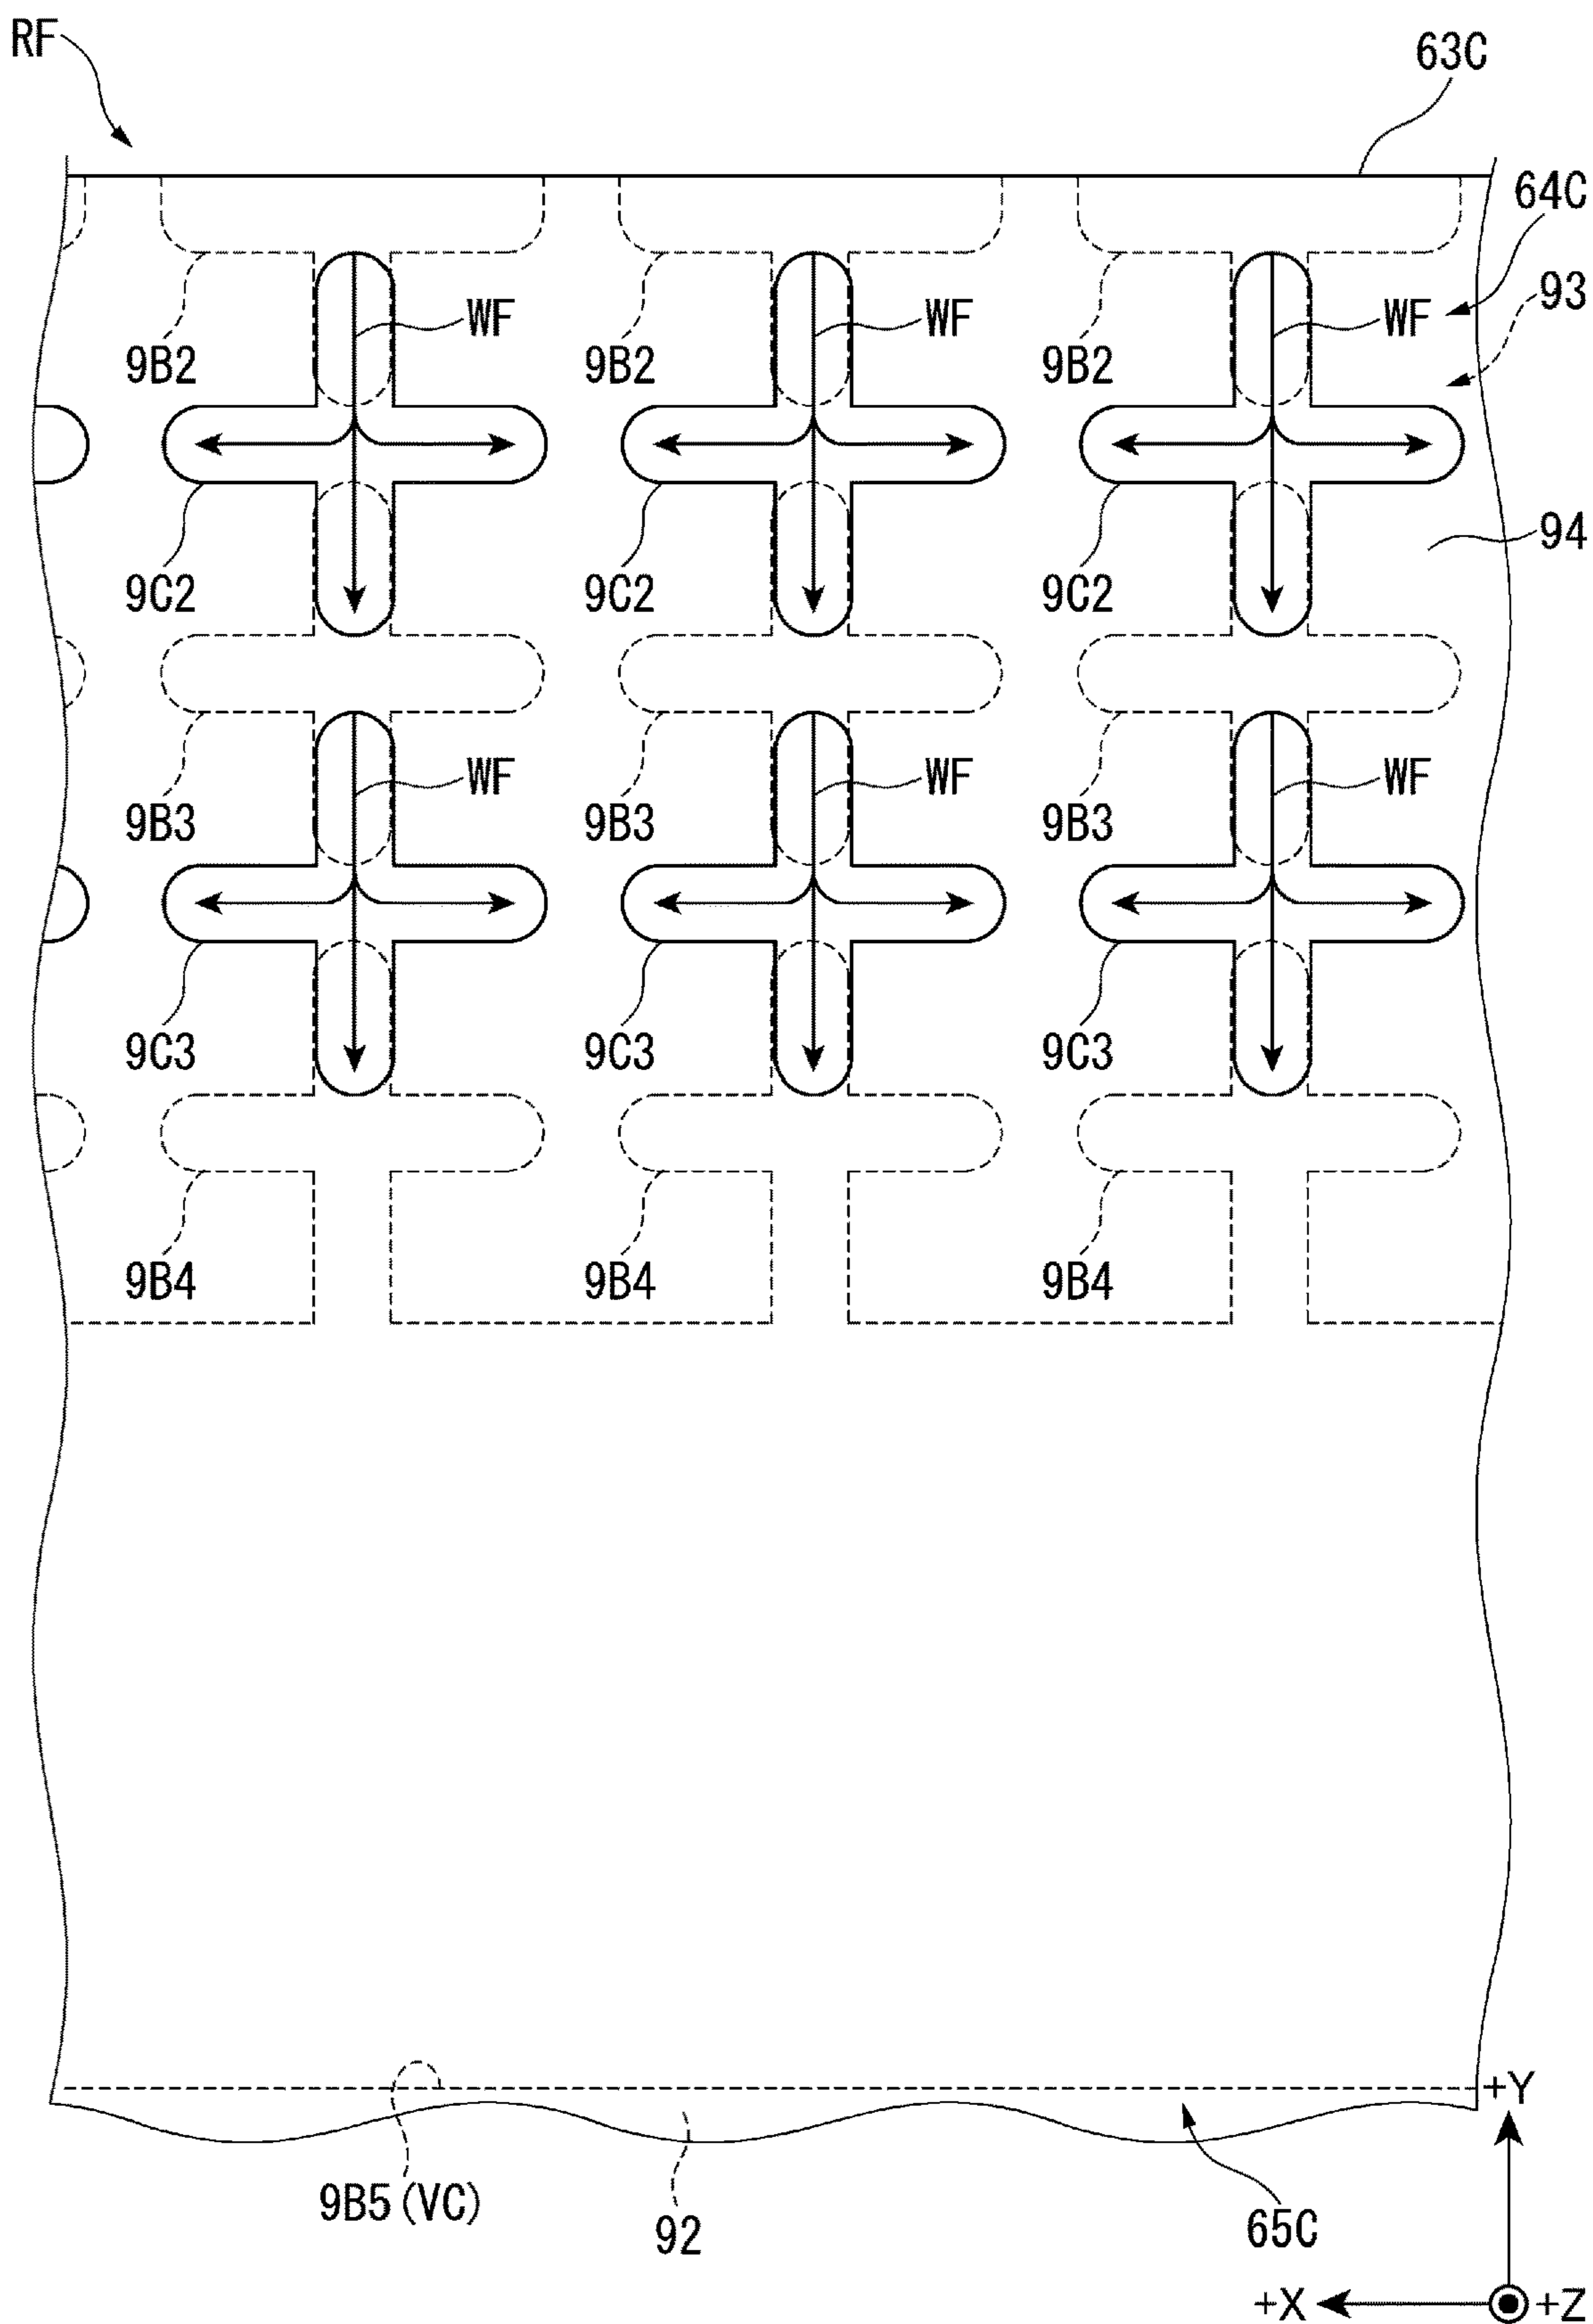 RF
63C
64C
93
WF WF WF
9B2 9B2 9B2
94
9C2 9C2 9C2
WF WF WF
9B3 9B3 9B3
9C3 9C3 9C3
9B4 9B4 9B4
+Y
9B5(VC)
92
65C
+X +Z